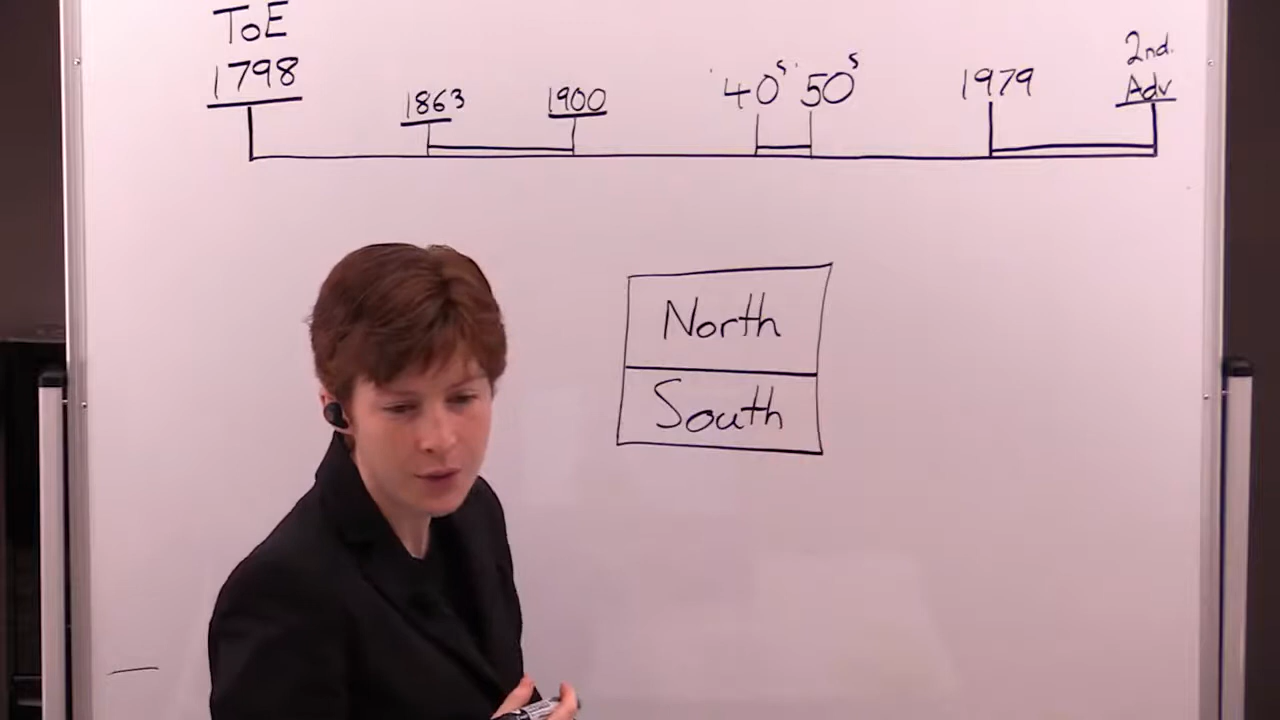 ToE
1798
1863
1900
'40s '50s
1979
2nd.
Adv
North
South